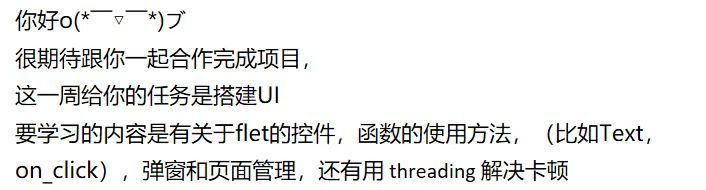 你好o(*￣▽￣*)ブ
很期待跟你一起合作完成项目，
这一周给你的任务是搭建UI
要学习的内容是有关于flet的控件，函数的使用方法，（比如Text，
on_click），弹窗和页面管理，还有用 threading 解决卡顿